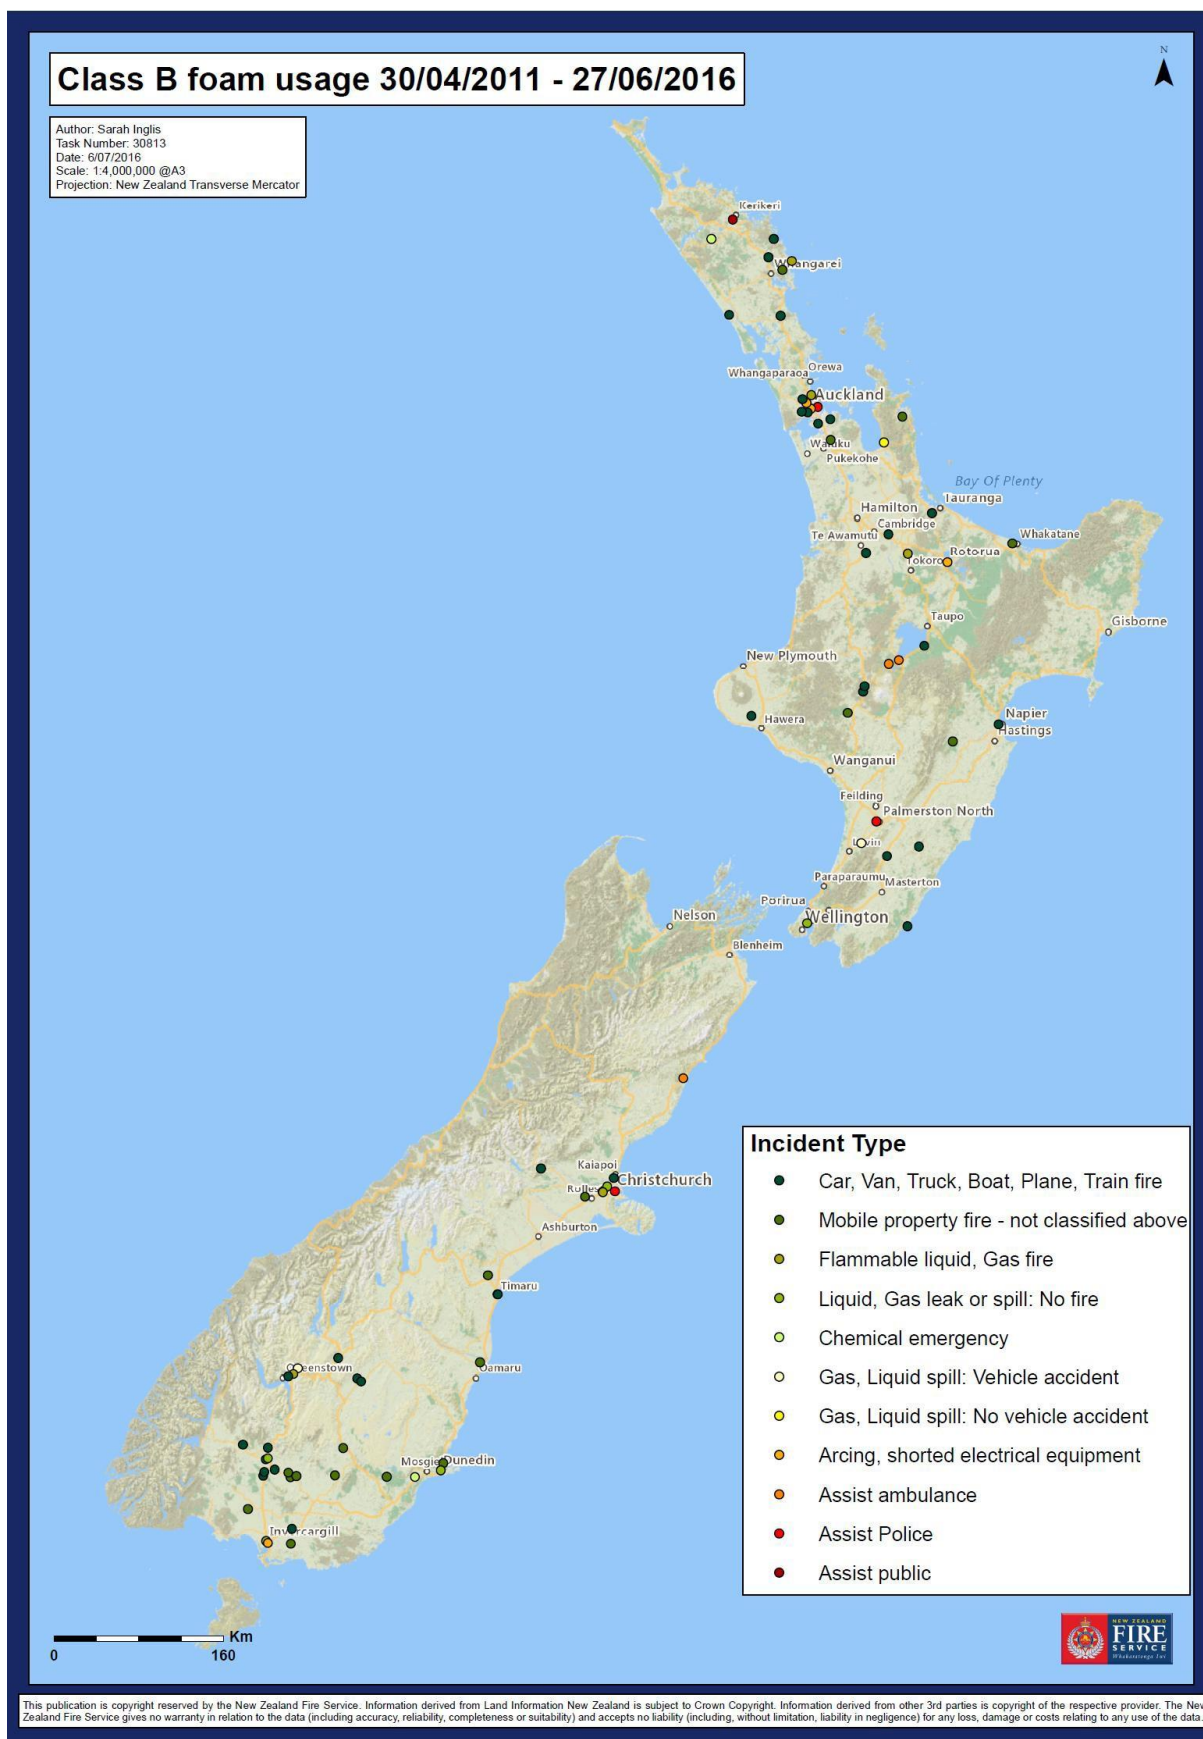 N
Class B foam usage 30/04/2011 - 27/06/2016
Author: Sarah Inglis
Task Number: 30813
Date: 6/07/2016
Scale: 1:4,000,000 @A3
Projection: New Zealand Transverse Mercator
Kerikeri
Whangarei
Orewa
Whangaparaoa
Auckland
Waiuku
Pukekohe
Bay Of Plenty
Tauranga
Hamilton
Cambridge
Te Awamutu
Whakatane
Rotorua
Tokoroa
Taupo
Gisborne
New Plymouth
Napier
Hawera
Hastings
Wanganui
Feilding
Palmerston North
Levin
Paraparaumu
Masterton
Porirua
Nelson
Wellington
Blenheim
Kaiapoi
Christchurch
Ashburton
Timaru
Queenstown
Oamaru
Mosgiel
Dunedin
Invercargill
Incident Type
Car, Van, Truck, Boat, Plane, Train fire
Mobile property fire - not classified above
Flammable liquid, Gas fire
Liquid, Gas leak or spill: No fire
Chemical emergency
Gas, Liquid spill: Vehicle accident
Gas, Liquid spill: No vehicle accident
Arcing, shorted electrical equipment
Assist ambulance
Assist Police
Assist public
Km
0 160
NEW ZEALAND
FIRE
SERVICE
Whakaratonga Iwi
This publication is copyright reserved by the New Zealand Fire Service. Information derived from Land Information New Zealand is subject to Crown Copyright. Information derived from other 3rd parties is copyright of the respective provider. The New
Zealand Fire Service gives no warranty in relation to the data (including accuracy, reliability, completeness or suitability) and accepts no liability (including, without limitation, liability in negligence) for any loss, damage or costs relating to any use of the data.